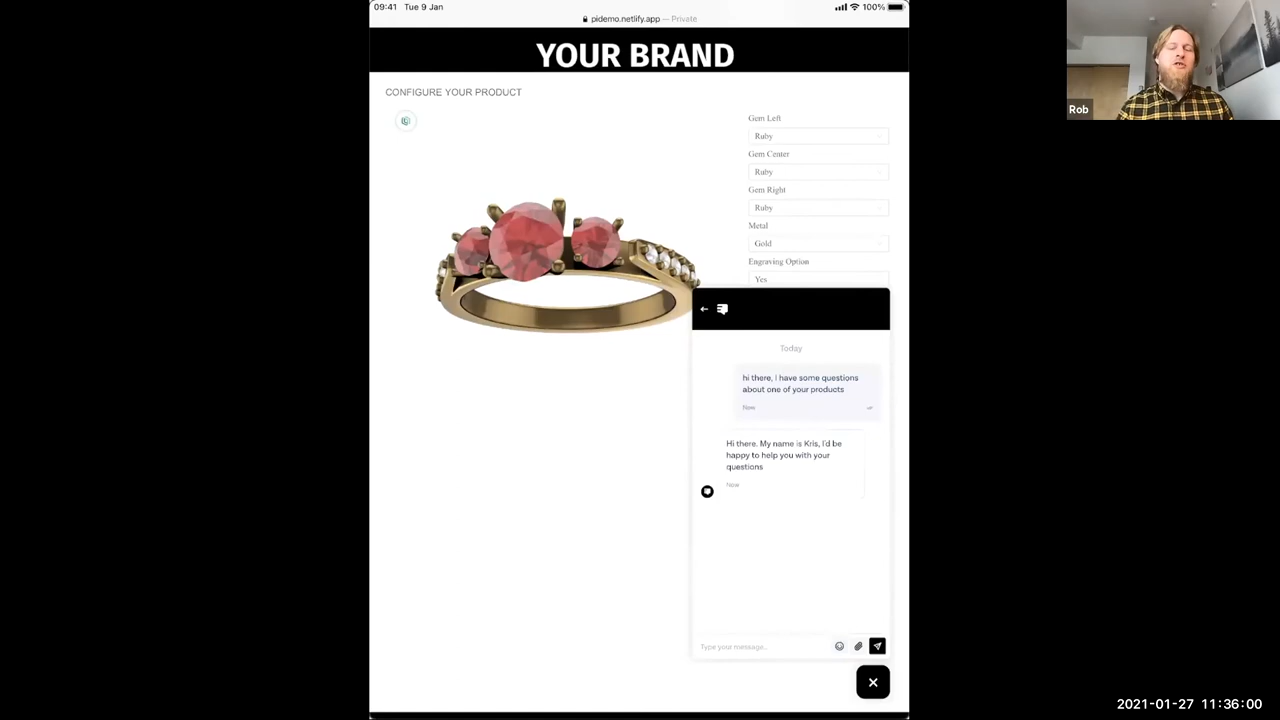 09:41 Tue 9 Jan
100%
pidemo.netlify.app — Private
YOUR BRAND
CONFIGURE YOUR PRODUCT
Gem Left
Ruby
Gem Center
Ruby
Gem Right
Ruby
Metal
Gold
Engraving Option
Yes
Today
hi there, I have some questions
about one of your products
Now
Hi there. My name is Kris, I'd be
happy to help you with your
questions
Now
Type your message...
Rob
2021-01-27 11:36:00